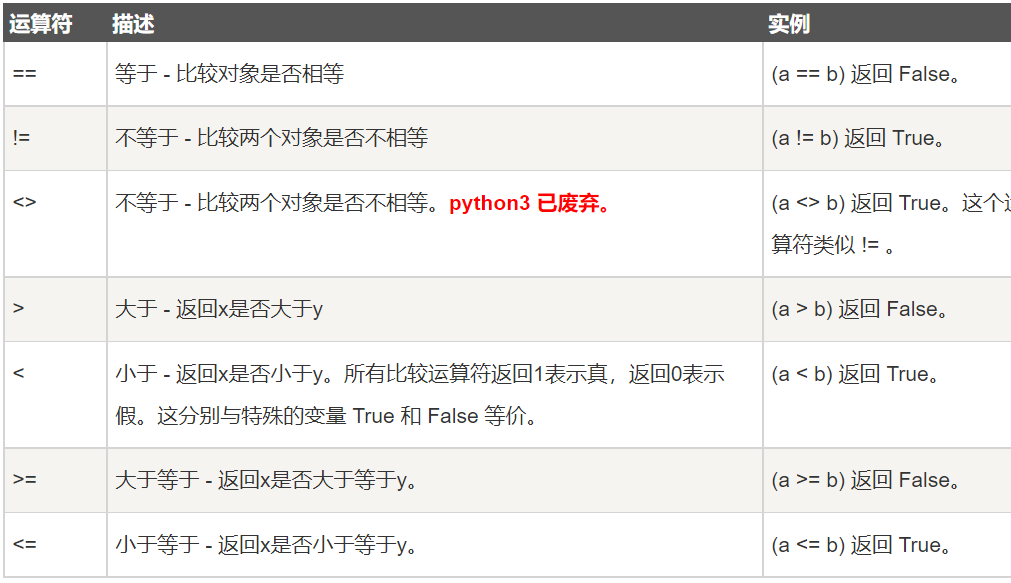 运算符 描述 实例
== 等于 - 比较对象是否相等 (a == b) 返回 False。
!= 不等于 - 比较两个对象是否不相等 (a != b) 返回 True。
<> 不等于 - 比较两个对象是否不相等。python3 已废弃。 (a <> b) 返回 True。这个
算符类似 != 。
> 大于 - 返回x是否大于y (a > b) 返回 False。
< 小于 - 返回x是否小于y。所有比较运算符返回1表示真，返回0表示 (a < b) 返回 True。
假。这分别与特殊的变量 True 和 False 等价。
>= 大于等于 - 返回x是否大于等于y。 (a >= b) 返回 False。
<= 小于等于 - 返回x是否小于等于y。 (a <= b) 返回 True。